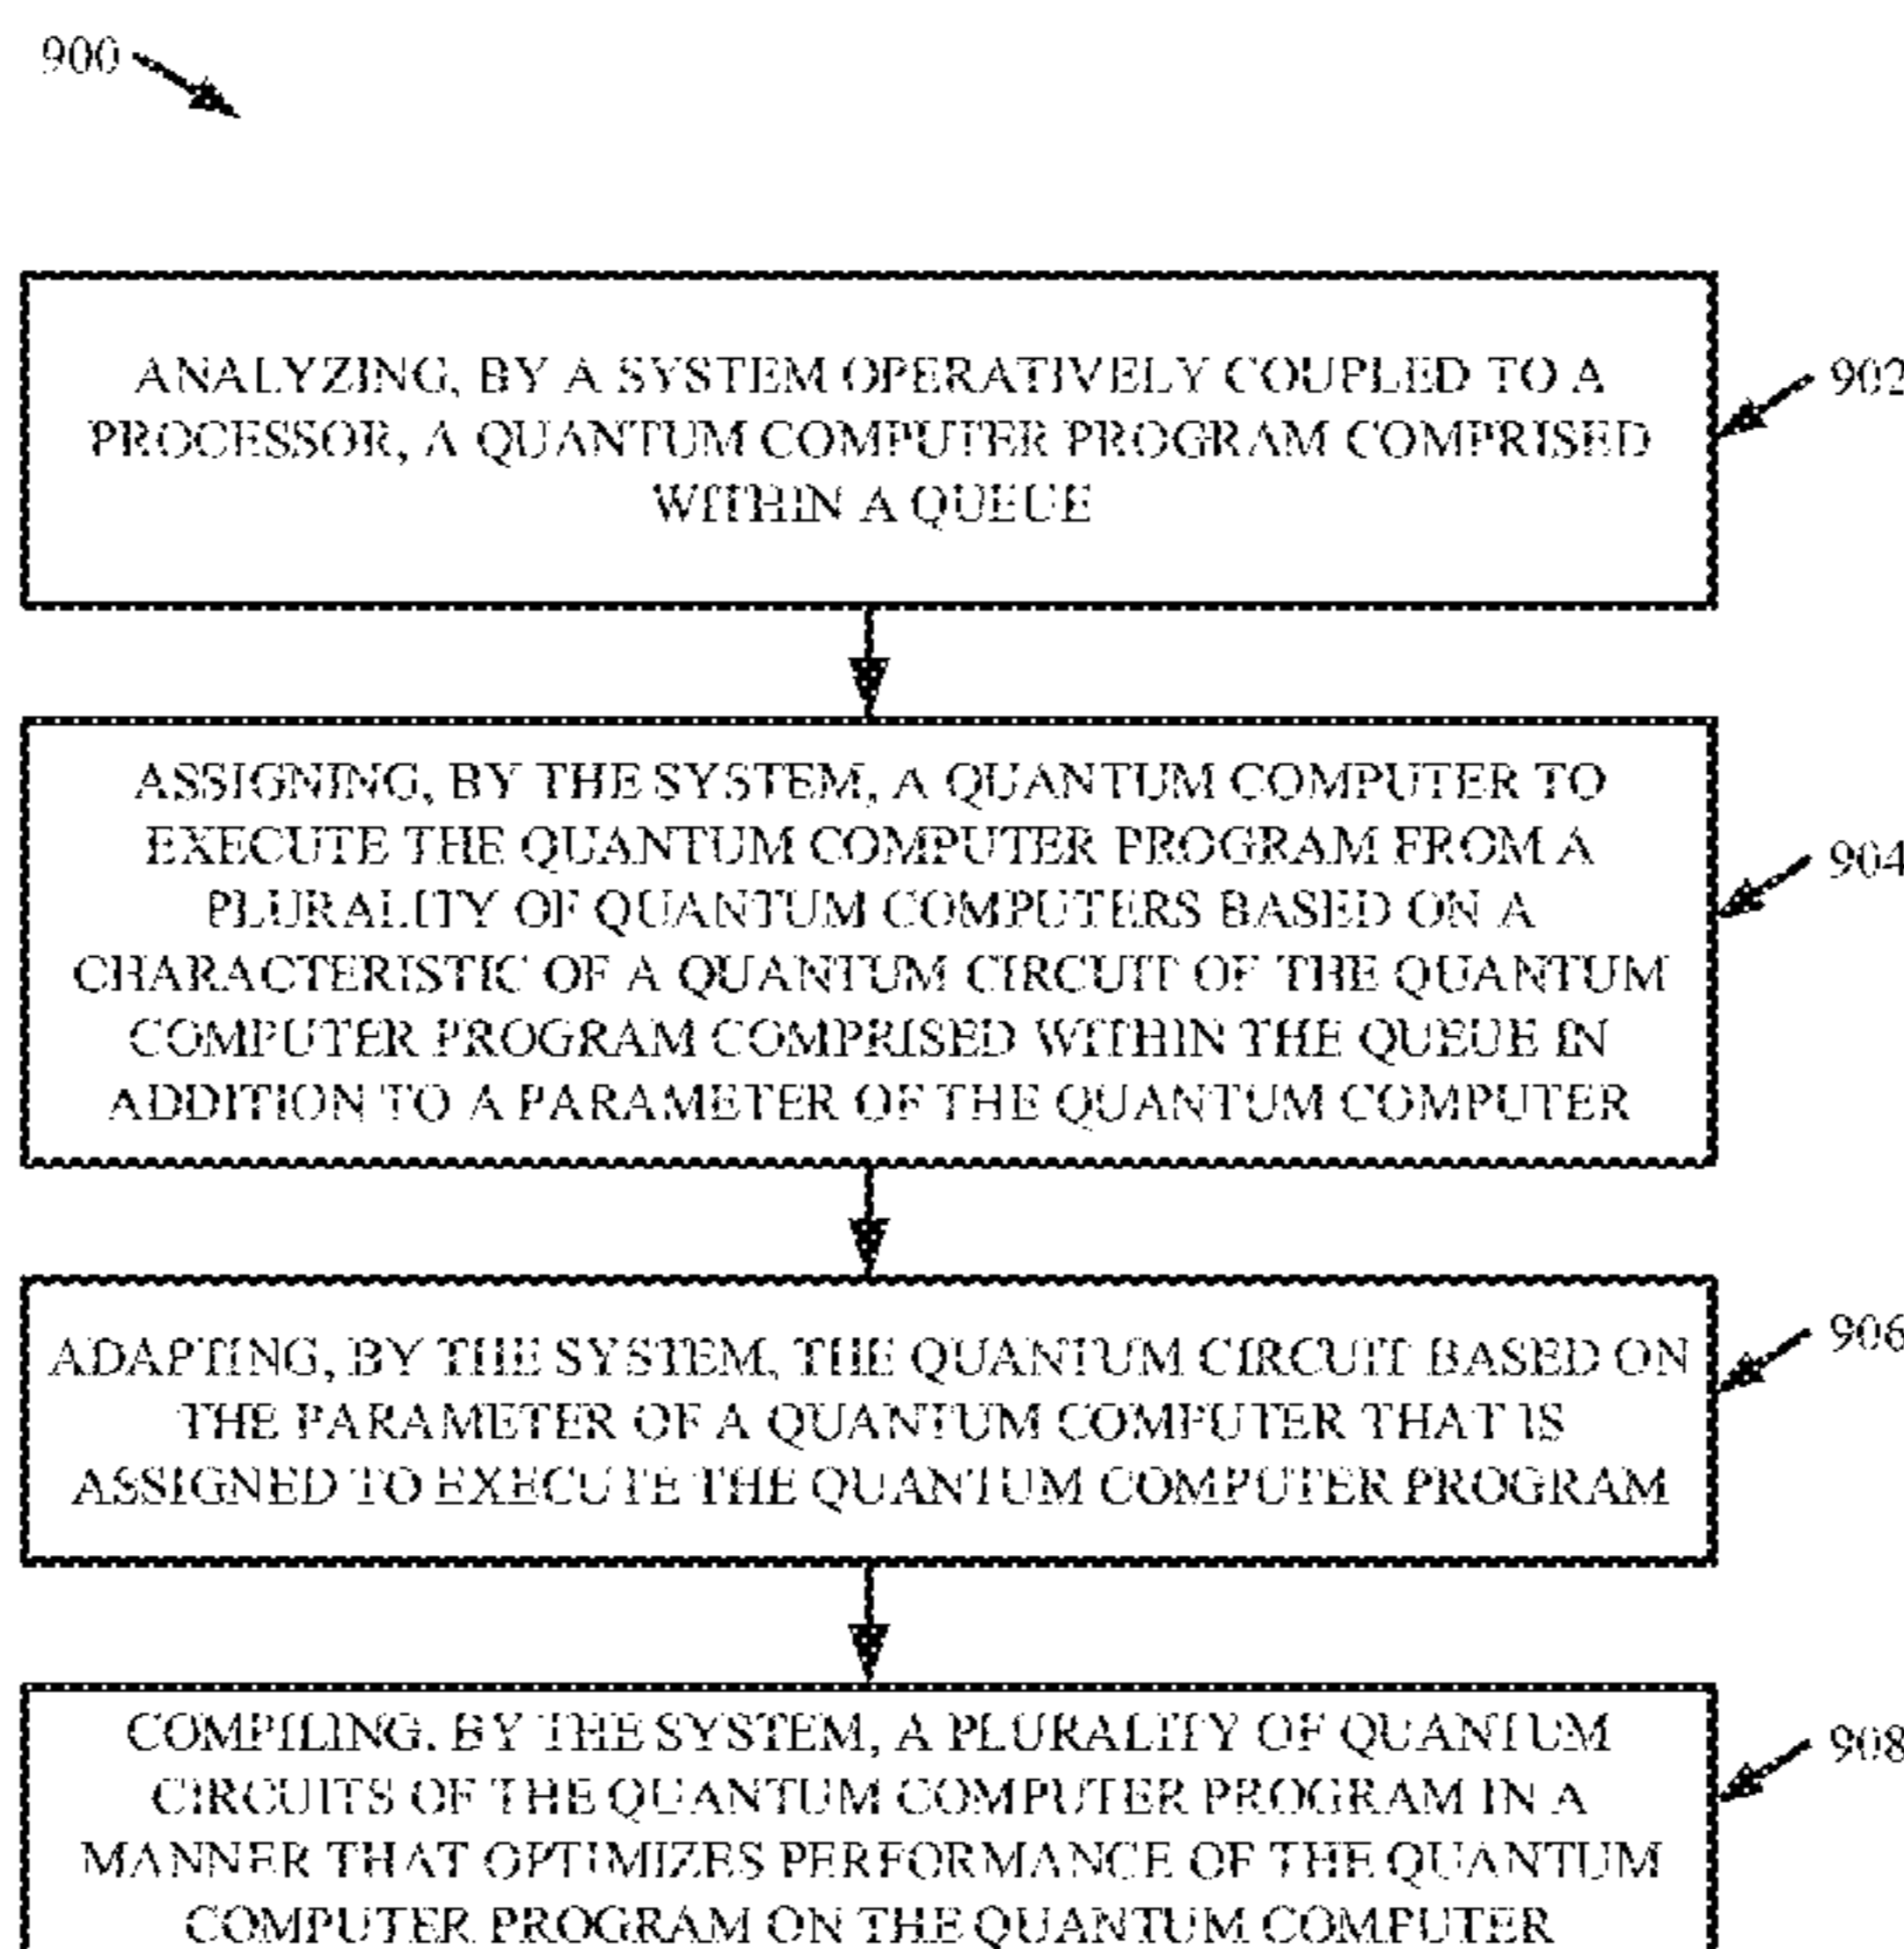 900
ANALYZING, BY A SYSTEM OPERATIVELY COUPLED TO A
PROCESSOR, A QUANTUM COMPUTER PROGRAM COMPRISED
WITHIN A QUEUE
902
ASSIGNING, BY THE SYSTEM, A QUANTUM COMPUTER TO
EXECUTE THE QUANTUM COMPUTER PROGRAM FROM A
PLURALITY OF QUANTUM COMPUTERS BASED ON A
CHARACTERISTIC OF A QUANTUM CIRCUIT OF THE QUANTUM
COMPUTER PROGRAM COMPRISED WITHIN THE QUEUE IN
ADDITION TO A PARAMETER OF THE QUANTUM COMPUTER
904
ADAPTING, BY THE SYSTEM, THE QUANTUM CIRCUIT BASED ON
THE PARAMETER OF A QUANTUM COMPUTER THAT IS
ASSIGNED TO EXECUTE THE QUANTUM COMPUTER PROGRAM
906
COMPILING, BY THE SYSTEM, A PLURALITY OF QUANTUM
CIRCUITS OF THE QUANTUM COMPUTER PROGRAM IN A
MANNER THAT OPTIMIZES PERFORMANCE OF THE QUANTUM
COMPUTER PROGRAM ON THE QUANTUM COMPUTER
908